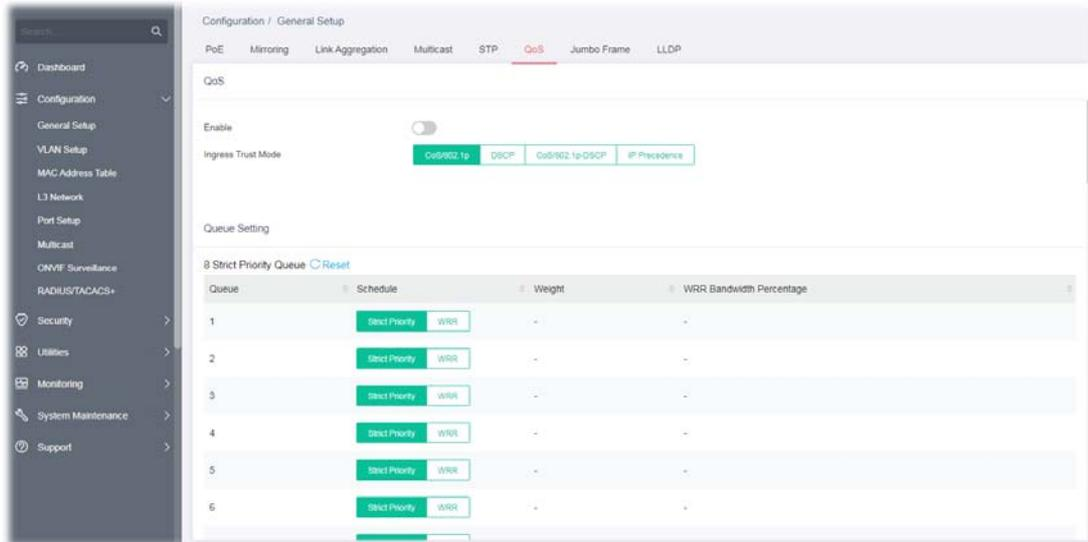 Search...
Dashboard
Configuration
General Setup
VLAN Setup
MAC Address Table
L3 Network
Port Setup
Multicast
ONVIF Surveillance
RADIUS/TACACS+
Security
Utilities
Monitoring
System Maintenance
Support
Configuration / General Setup
PoE Mirroring Link Aggregation Multicast STP QoS Jumbo Frame LLDP
QoS
Enable
Ingress Trust Mode CoS/802.1p DSCP CoS/802.1p-DSCP IP Precedence
Queue Setting
8 Strict Priority Queue Reset
Queue Schedule Weight WRR Bandwidth Percentage
1 Strict Priority WRR - -
2 Strict Priority WRR - -
3 Strict Priority WRR - -
4 Strict Priority WRR - -
5 Strict Priority WRR - -
6 Strict Priority WRR - -